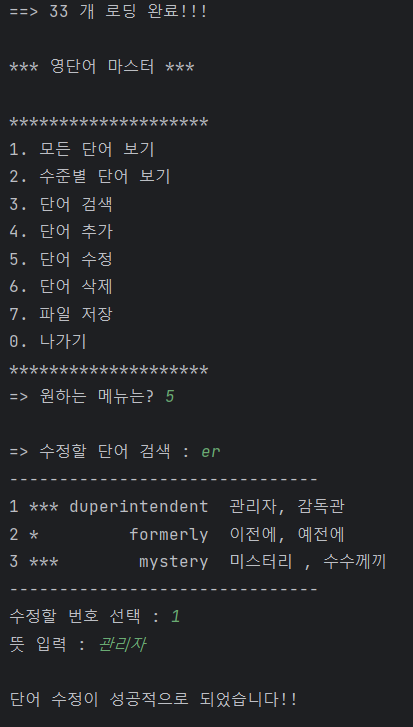 ==> 33 개 로딩 완료!!!
*** 영단어 마스터 ***
********************
1. 모든 단어 보기
2. 수준별 단어 보기
3. 단어 검색
4. 단어 추가
5. 단어 수정
6. 단어 삭제
7. 파일 저장
0. 나가기
********************
=> 원하는 메뉴는? 5
=> 수정할 단어 검색 : er
-------------------------------
1 *** duperintendent  관리자, 감독관
2 *         formerly  이전에, 예전에
3 ***        mystery  미스터리 , 수수께끼
-------------------------------
수정할 번호 선택 : 1
뜻 입력 : 관리자
단어 수정이 성공적으로 되었습니다!!